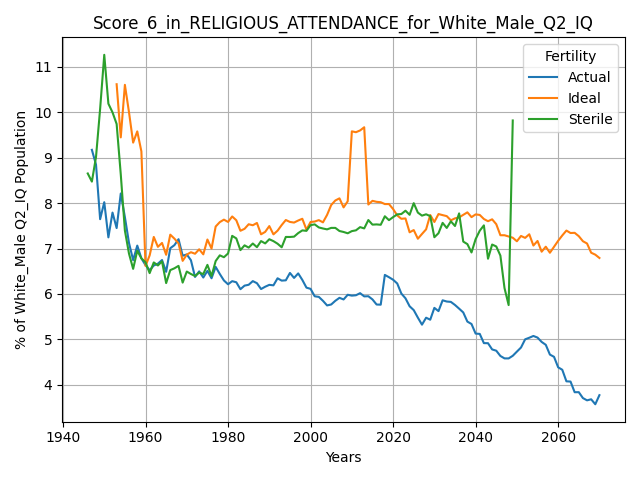 Score_6_in_RELIGIOUS_ATTENDANCE_for_White_Male_Q2_IQ
Fertility
Actual
Ideal
Sterile
% of White_Male Q2_IQ Population
11
10
9
8
7
6
5
4
1940 1960 1980 2000 2020 2040 2060
Years